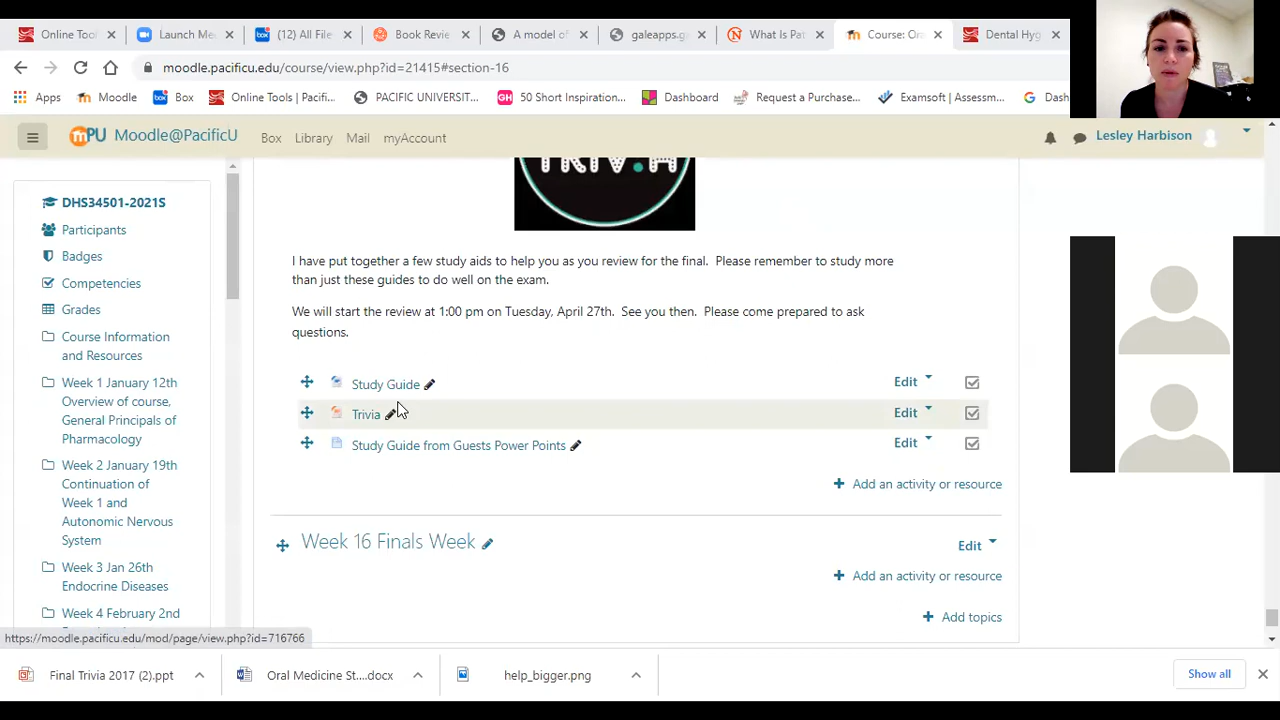 Online Tool
Launch Me
(12) All File
Book Revie
A model of
galeapps.ga
What Is Pat
Course: Ora
Dental Hyg
moodle.pacificu.edu/course/view.php?id=21415#section-16
Apps
Moodle
Box
Online Tools | Pacifi...
PACIFIC UNIVERSIT...
50 Short Inspiration...
Dashboard
Request a Purchase...
Examsoft | Assessm...
Dash
mPU Moodle@PacificU
Box
Library
Mail
myAccount
Lesley Harbison
TRIVIA
DHS34501-2021S
Participants
Badges
Competencies
Grades
Course Information
and Resources
Week 1 January 12th
Overview of course,
General Principals of
Pharmacology
Week 2 January 19th
Continuation of
Week 1 and
Autonomic Nervous
System
Week 3 Jan 26th
Endocrine Diseases
Week 4 February 2nd
I have put together a few study aids to help you as you review for the final. Please remember to study more
than just these guides to do well on the exam.
We will start the review at 1:00 pm on Tuesday, April 27th. See you then. Please come prepared to ask
questions.
Study Guide
Edit
Trivia
Edit
Study Guide from Guests Power Points
Edit
+ Add an activity or resource
Week 16 Finals Week
Edit
+ Add an activity or resource
+ Add topics
https://moodle.pacificu.edu/mod/page/view.php?id=716766
Final Trivia 2017 (2).ppt
Oral Medicine St....docx
help_bigger.png
Show all